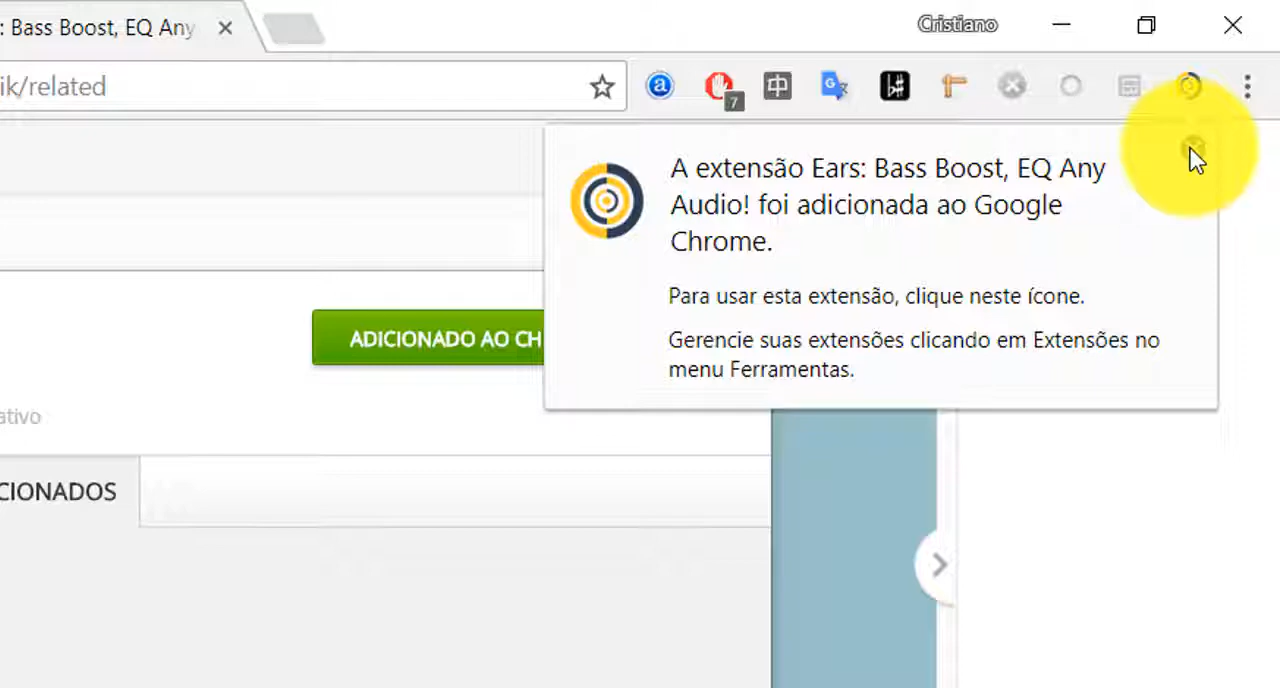 : Bass Boost, EQ Any
Cristiano
ik/related
7
A extensão Ears: Bass Boost, EQ Any
Audio! foi adicionada ao Google
Chrome.
Para usar esta extensão, clique neste ícone.
Gerencie suas extensões clicando em Extensões no
menu Ferramentas.
ADICIONADO AO CH
ativo
CIONADOS